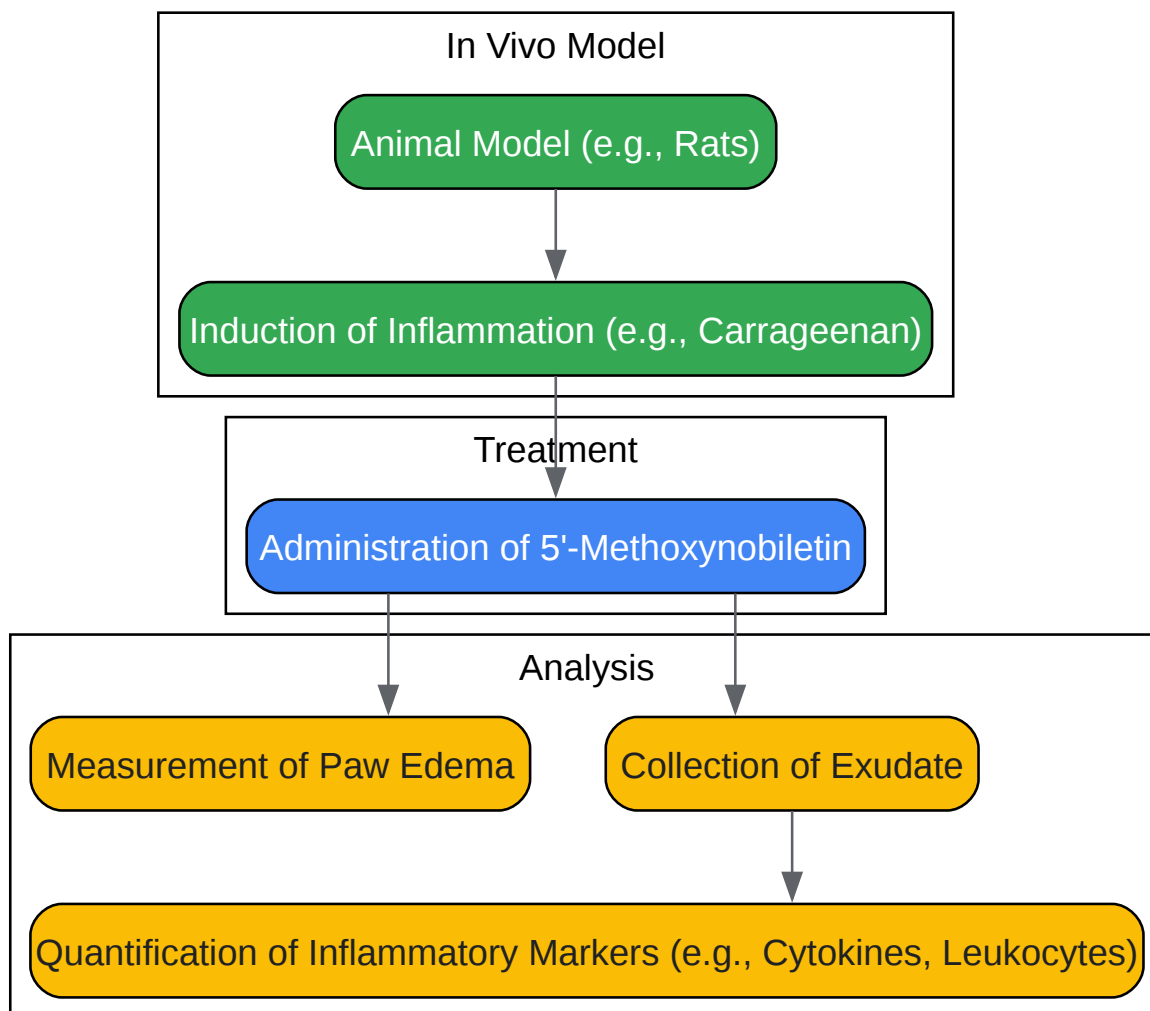 In Vivo Model
Animal Model (e.g., Rats)
Induction of Inflammation (e.g., Carrageenan)
Treatment
Administration of 5'-Methoxynobiletin
Analysis
Measurement of Paw Edema
Collection of Exudate
Quantification of Inflammatory Markers (e.g., Cytokines, Leukocytes)